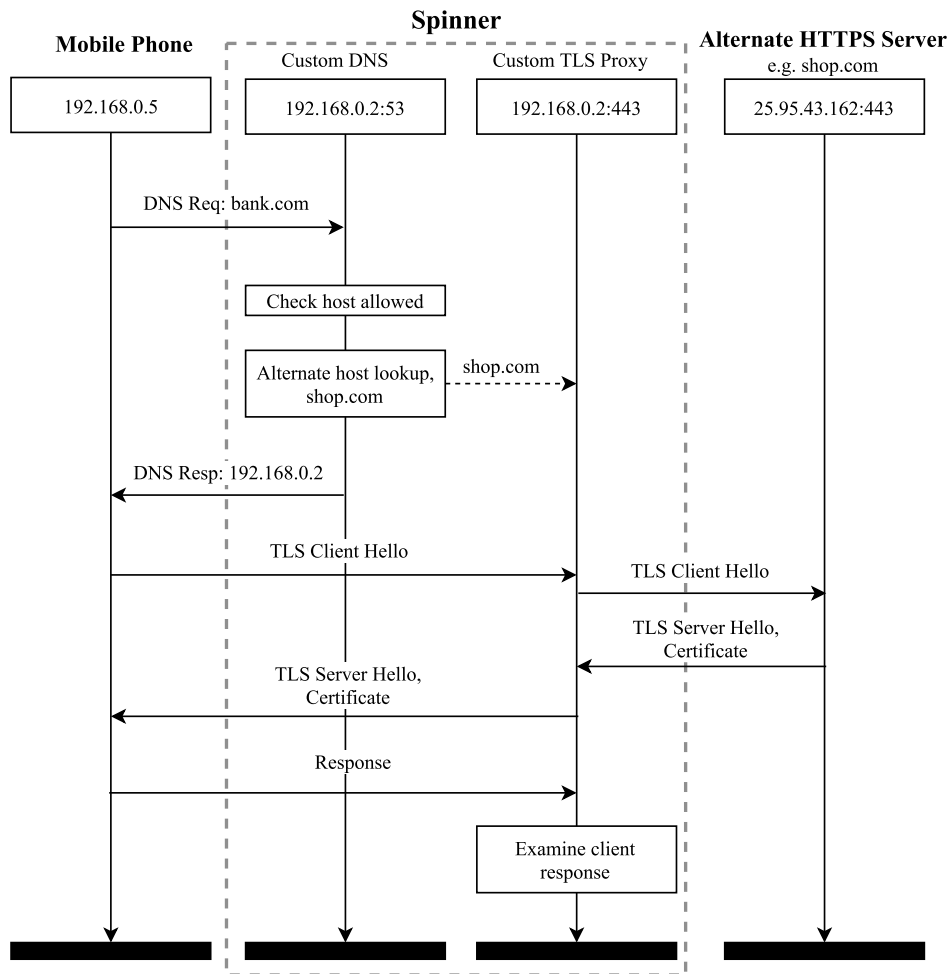 Spinner
Mobile Phone
Alternate HTTPS Server
e.g. shop.com
Custom DNS
Custom TLS Proxy
192.168.0.5
192.168.0.2:53
192.168.0.2:443
25.95.43.162:443
DNS Req: bank.com
Check host allowed
Alternate host lookup,
shop.com
shop.com
DNS Resp: 192.168.0.2
TLS Client Hello
TLS Client Hello
TLS Server Hello,
Certificate
TLS Server Hello,
Certificate
Response
Examine client
response